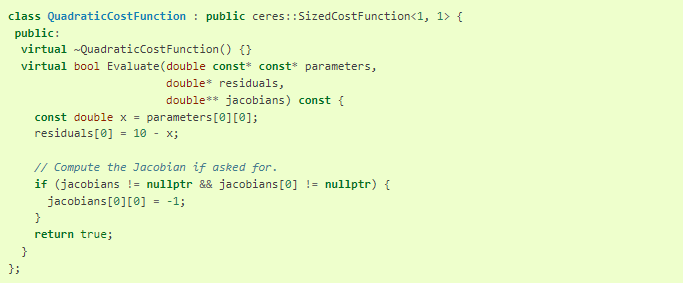 class QuadraticCostFunction : public ceres::SizedCostFunction<1, 1> {
 public:
  virtual ~QuadraticCostFunction() {}
  virtual bool Evaluate(double const* const* parameters,
                        double* residuals,
                        double** jacobians) const {
    const double x = parameters[0][0];
    residuals[0] = 10 - x;

    // Compute the Jacobian if asked for.
    if (jacobians != nullptr && jacobians[0] != nullptr) {
      jacobians[0][0] = -1;
    }
    return true;
  }
};